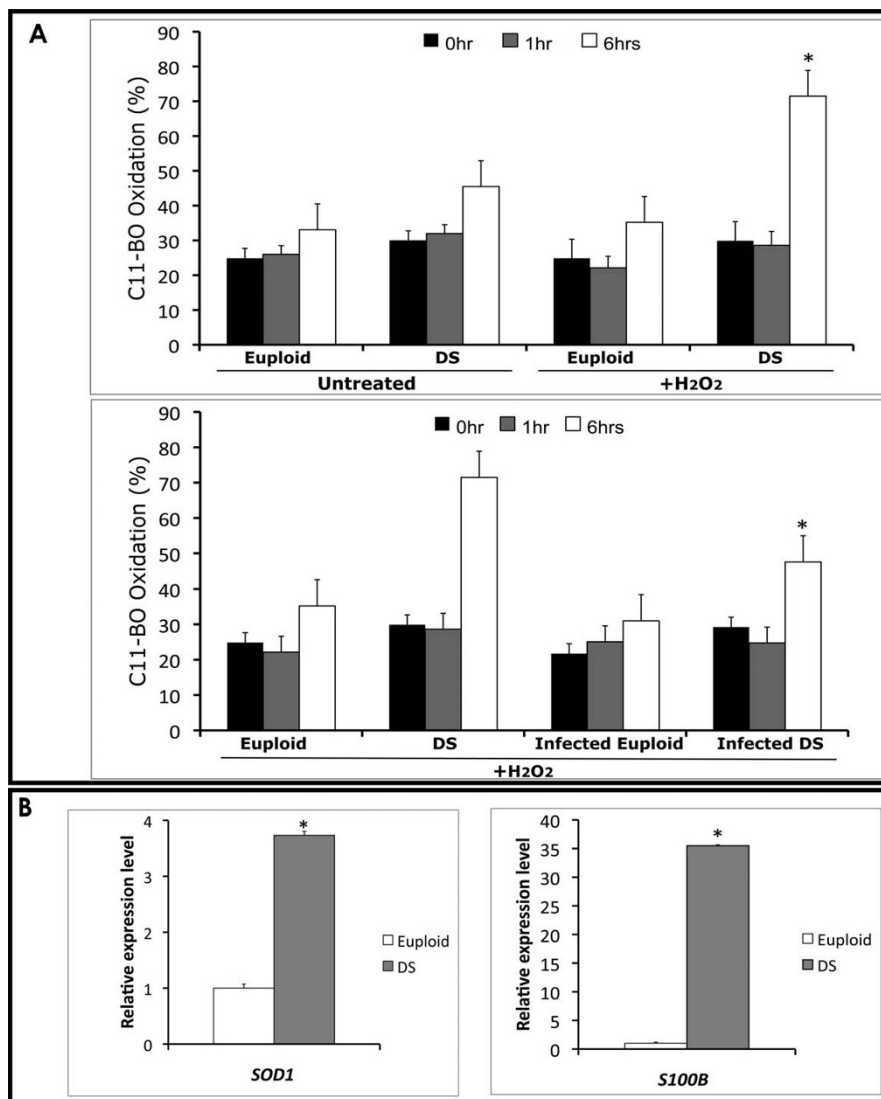 A
C11-BO Oxidation (%)
90
80
70
60
50
40
30
20
10
0
0hr 1hr 6hrs
*
Euploid DS Euploid DS
Untreated +H2O2
C11-BO Oxidation (%)
90
80
70
60
50
40
30
20
10
0
0hr 1hr 6hrs
*
Euploid DS Infected Euploid Infected DS
+H2O2
B
Relative expression level
4
3
2
1
0
*
Euploid
DS
SOD1
Relative expression level
40
35
30
25
20
15
10
5
0
*
Euploid
DS
S100B